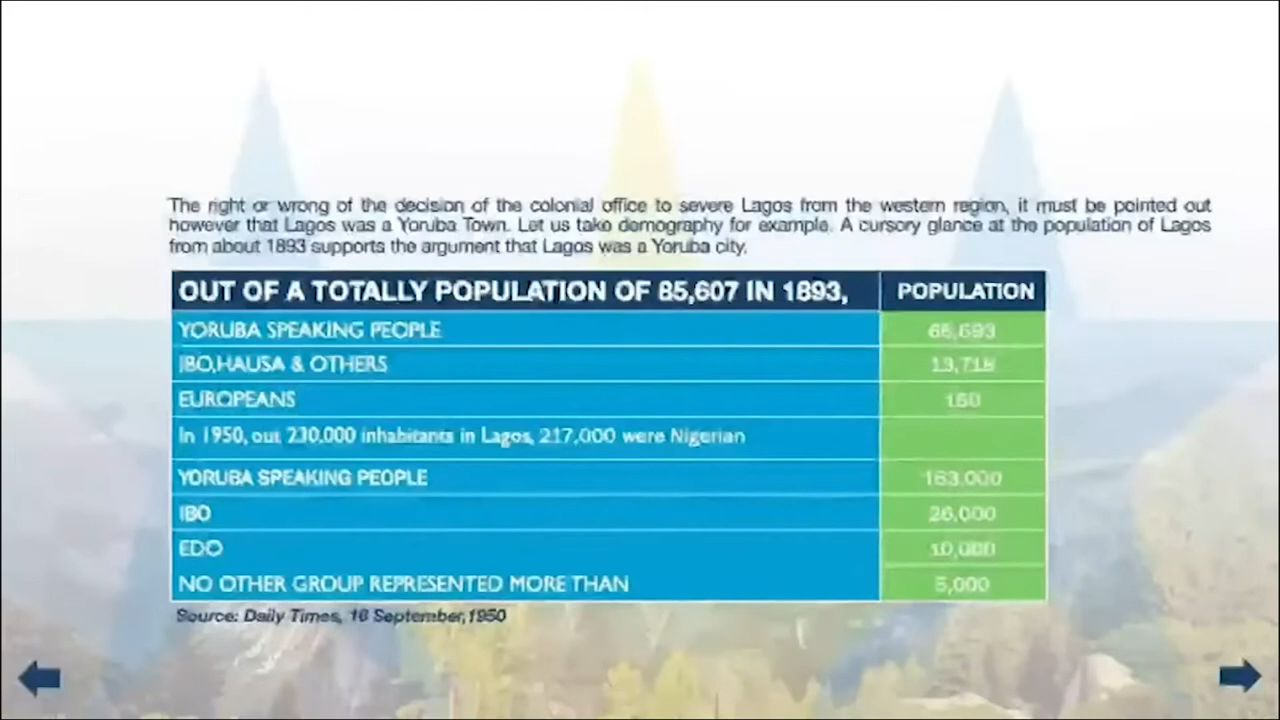 The right or wrong of the decision of the colonial office to severe Lagos from the western region, it must be pointed out
however that Lagos was a Yoruba Town. Let us take demography for example. A cursory glance at the population of Lagos
from about 1893 supports the argument that Lagos was a Yoruba city.
OUT OF A TOTALLY POPULATION OF 85,607 IN 1893, POPULATION
YORUBA SPEAKING PEOPLE
IBO,HAUSA & OTHERS 13,718
EUROPEANS 150
In 1950, out 230,000 inhabitants in Lagos, 217,000 were Nigerian
YORUBA SPEAKING PEOPLE 163,000
IBO 26,000
EDO 10,000
NO OTHER GROUP REPRESENTED MORE THAN 5,000
Source: Daily Times, September,1950